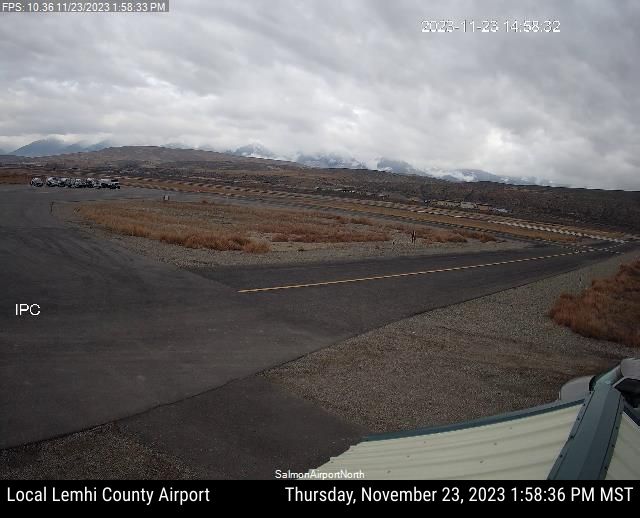 FPS: 10.36 11/23/2023 1:58:33 PM
2023-11-23 14:58:32
IPC
SalmonAirportNorth
Local Lemhi County Airport
Thursday, November 23, 2023 1:58:36 PM MST